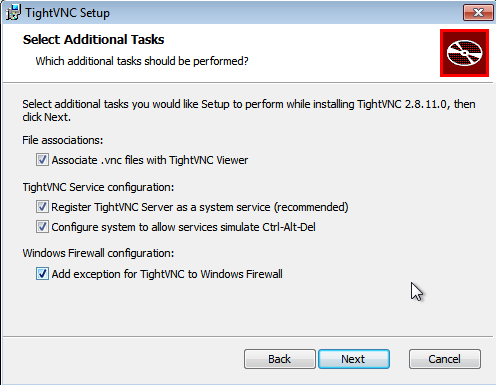 TightVNC Setup
Select Additional Tasks
Which additional tasks should be performed?
Select additional tasks you would like Setup to perform while installing TightVNC 2.8.11.0, then
click Next.
File associations:
Associate .vnc files with TightVNC Viewer
TightVNC Service configuration:
Register TightVNC Server as a system service (recommended)
Configure system to allow services simulate Ctrl-Alt-Del
Windows Firewall configuration:
Add exception for TightVNC to Windows Firewall
Back
Next
Cancel